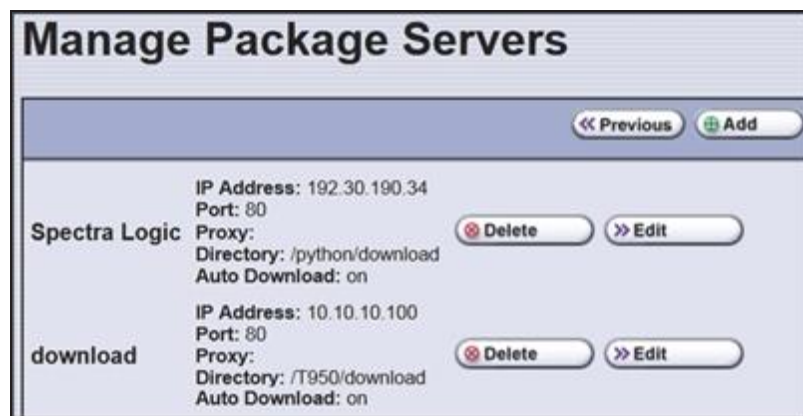 Manage Package Servers
Previous
Add
Spectra Logic
IP Address: 192.30.190.34
Port: 80
Proxy:
Directory: /python/download
Auto Download: on
Delete
Edit
download
IP Address: 10.10.10.100
Port: 80
Proxy:
Directory: /T950/download
Auto Download: on
Delete
Edit